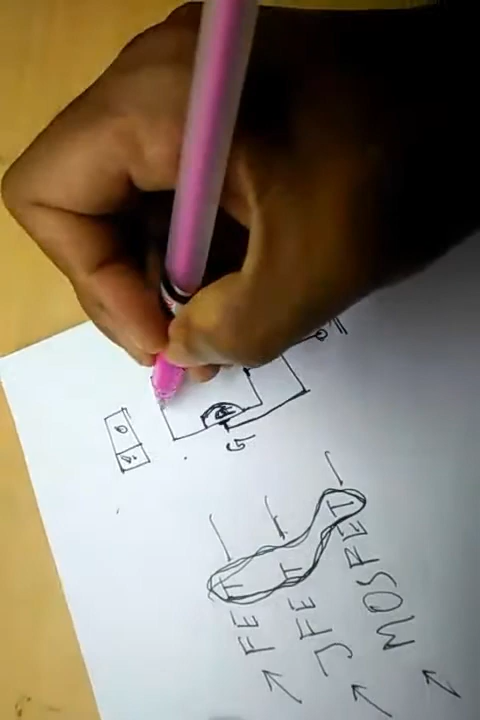 → FET
→ JFET
→ MOSFET
G